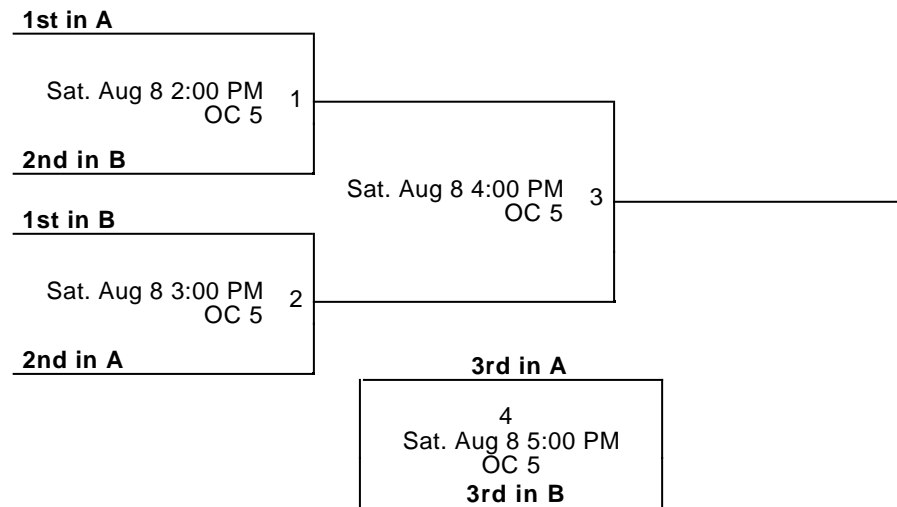 1st in A
Sat. Aug 8 2:00 PM 1
OC 5
2nd in B
Sat. Aug 8 4:00 PM 3
OC 5
1st in B
Sat. Aug 8 3:00 PM 2
OC 5
2nd in A
3rd in A
4
Sat. Aug 8 5:00 PM
OC 5
3rd in B